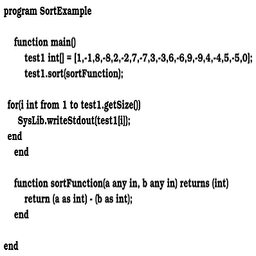 program SortExample
function main()
test1 int[] = [1,-1,8,-8,2,-2,7,-7,3,-3,6,-6,9,-9,4,-4,5,-5,0];
test1.sort(sortFunction);
for(i int from 1 to test1.getSize())
SysLib.writeStdout(test1[i]);
end
end
function sortFunction(a any in, b any in) returns (int)
return (a as int) - (b as int);
end
end